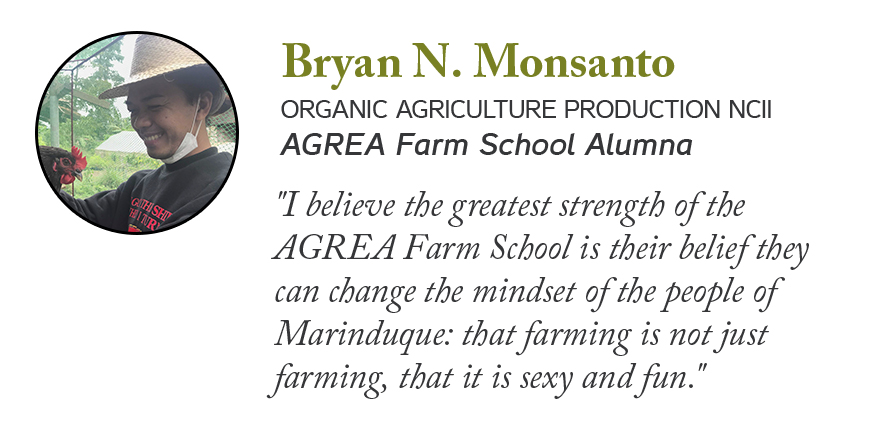 Bryan N. Monsanto
ORGANIC AGRICULTURE PRODUCTION NCII
AGREA Farm School Alumna
"I believe the greatest strength of the
AGREA Farm School is their belief they
can change the mindset of the people of
Marinduque: that farming is not just
farming, that it is sexy and fun."